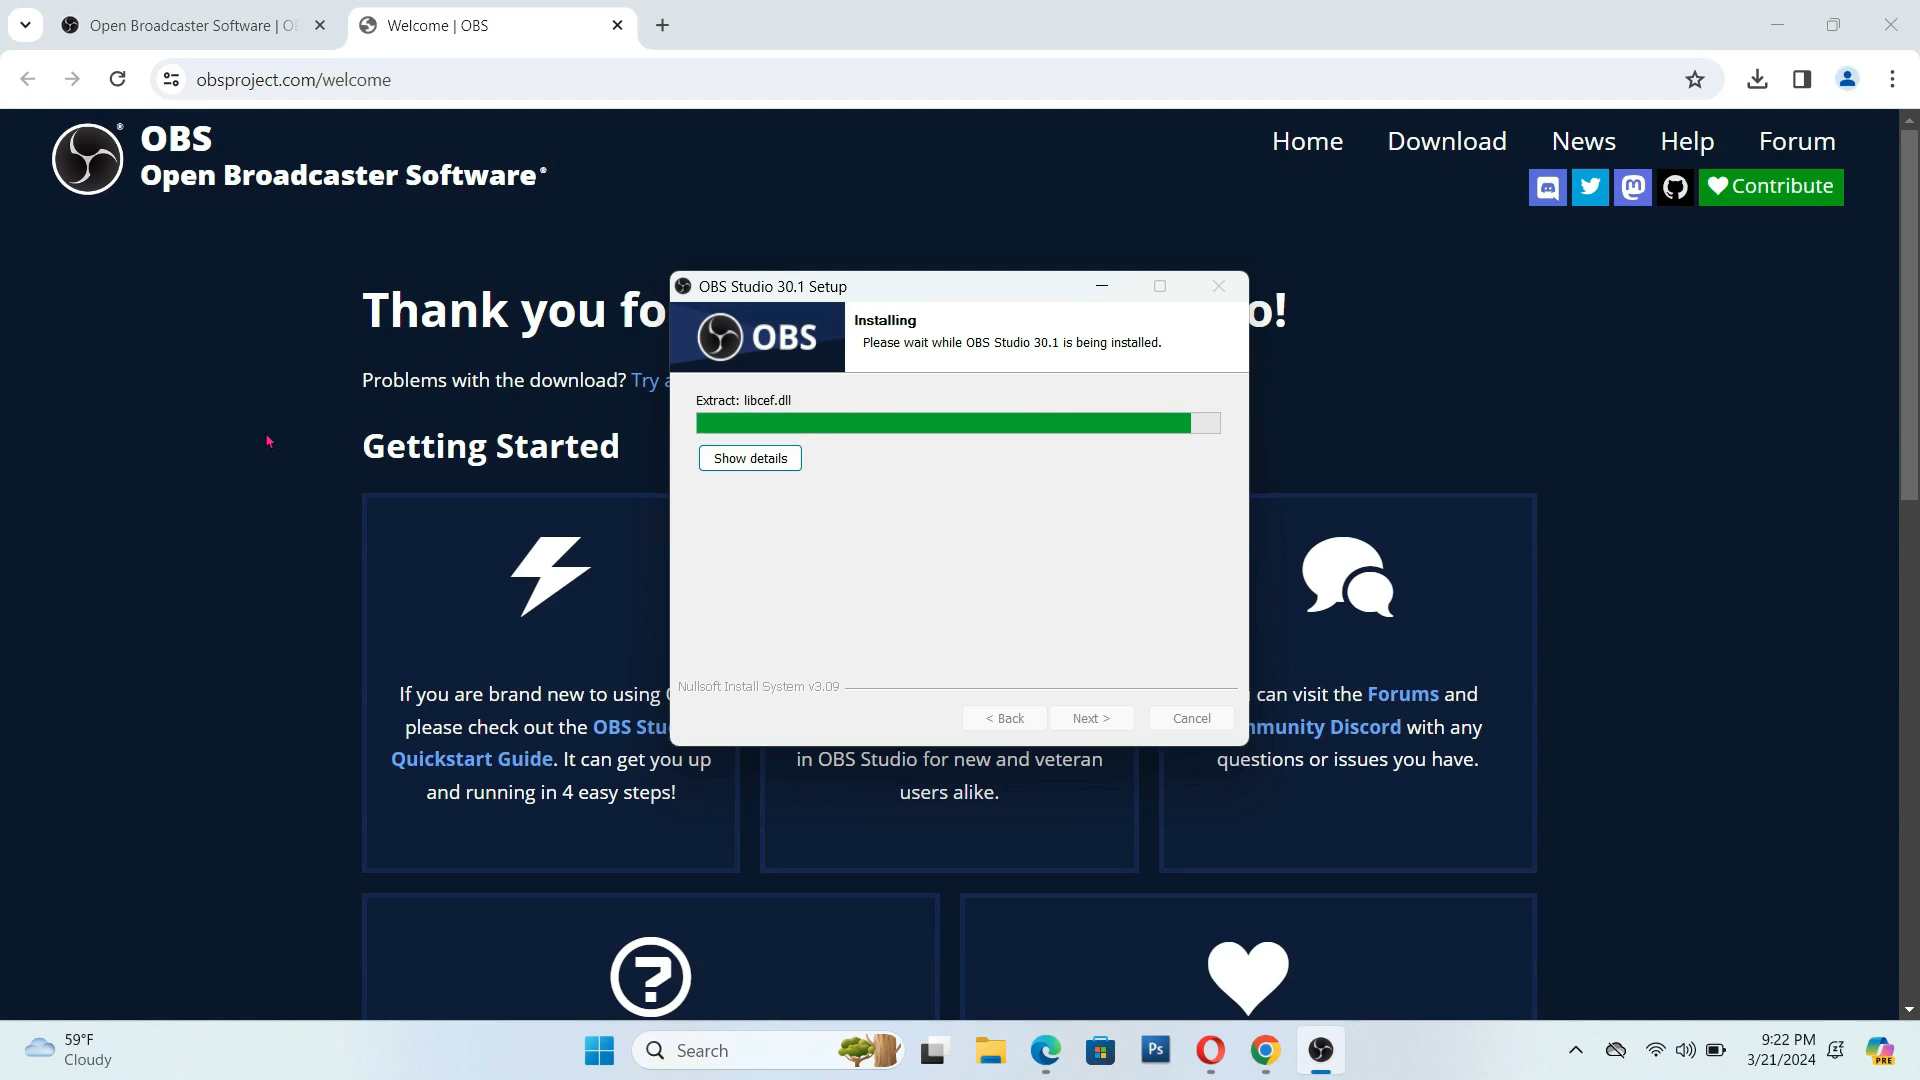 Open Broadcaster Software | O
Welcome | OBS
obsproject.com/welcome
OBS
Open Broadcaster Software
Home
Download
News
Help
Forum
Contribute
Thank you fo
o!
Problems with the download? Try a
Getting Started
OBS Studio 30.1 Setup
OBS
Installing
Please wait while OBS Studio 30.1 is being installed.
Extract: libcef.dll
Show details
Nullsoft Install System v3.09
< Back
Next >
Cancel
If you are brand new to using
please check out the OBS Stu
Quickstart Guide. It can get you up
and running in 4 easy steps!
in OBS Studio for new and veteran
users alike.
can visit the Forums and
mmunity Discord with any
questions or issues you have.
59°F
Cloudy
Search
Ps
9:22 PM
3/21/2024
PRE